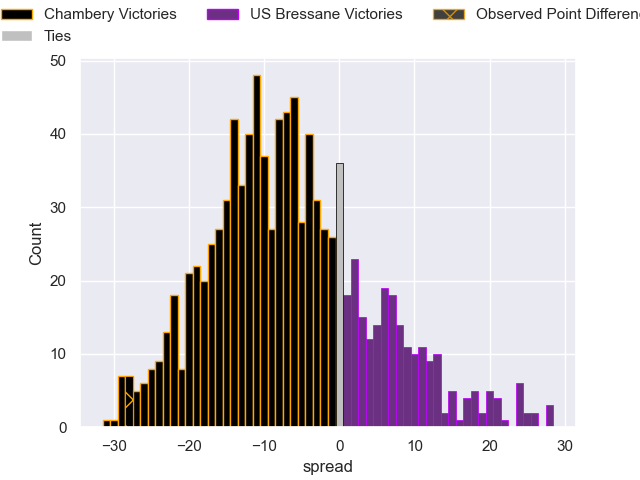 Chambery Victories
US Bressane Victories
Observed Point Differen
Ties
50
40
30
20
10
0
Count
−30
−20
−10
0
10
20
30
spread